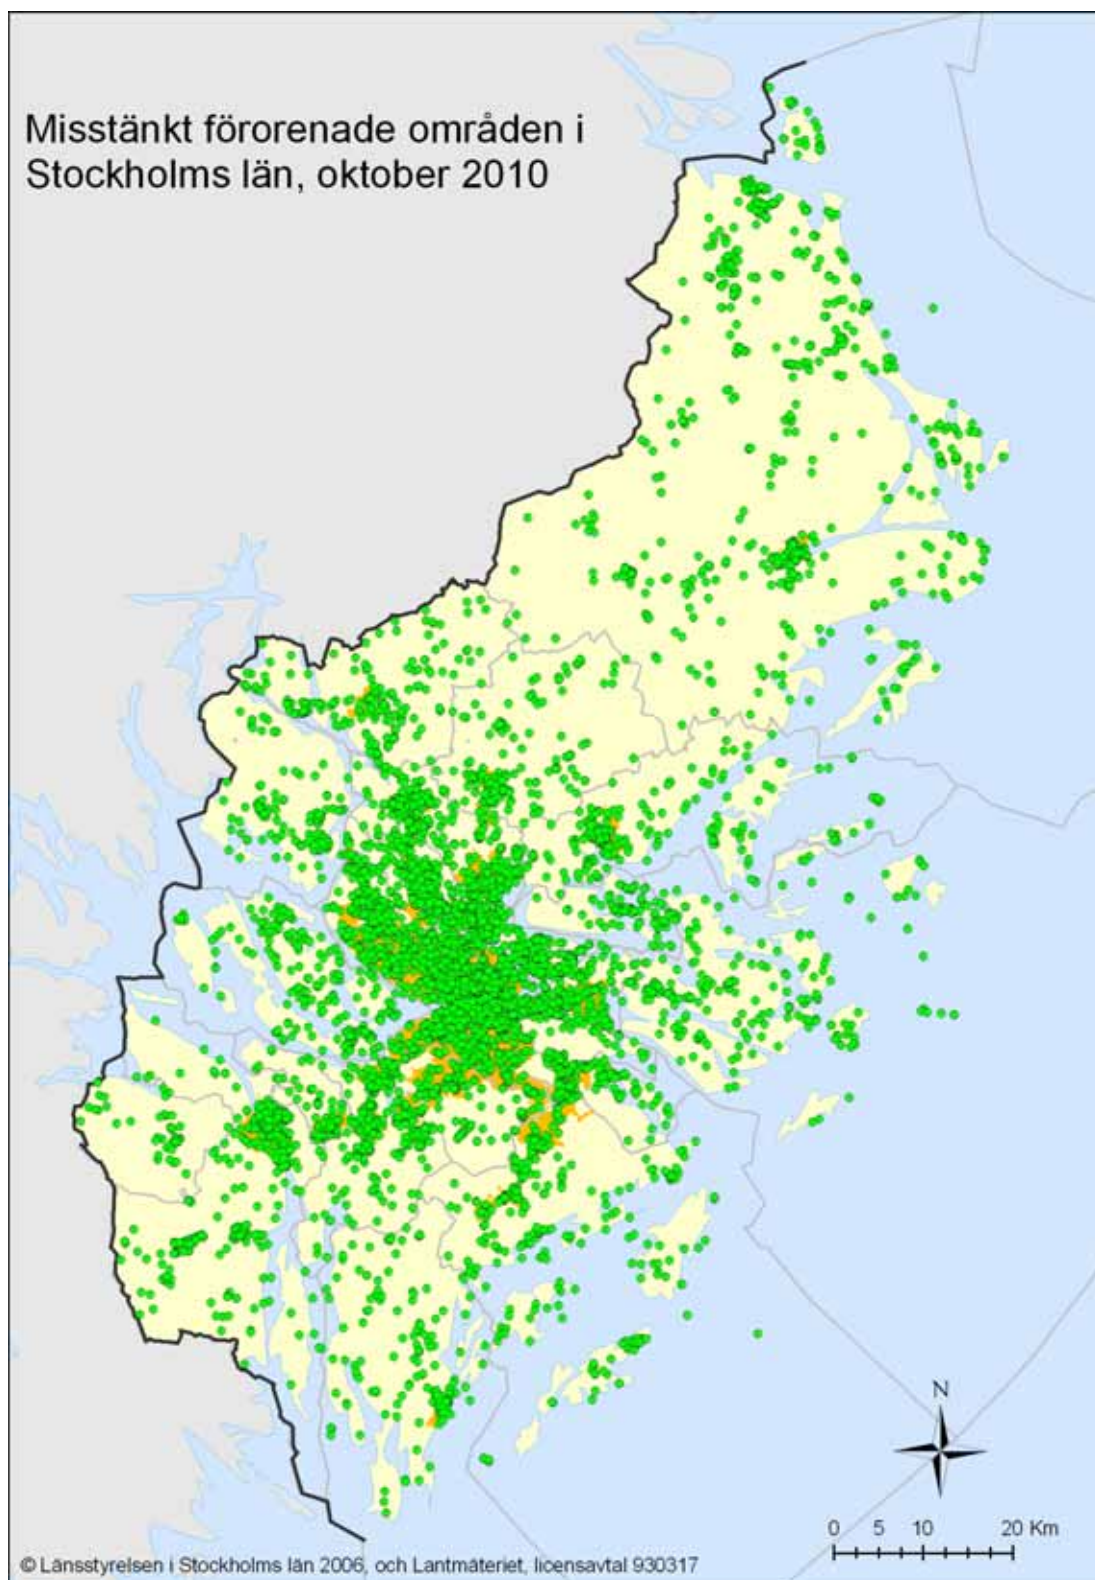 Misstänkt förorenade områden i
Stockholms län, oktober 2010
N
0 5 10 20 Km
© Länsstyrelsen i Stockholms län 2006, och Lantmäteriet, licensavtal 930317